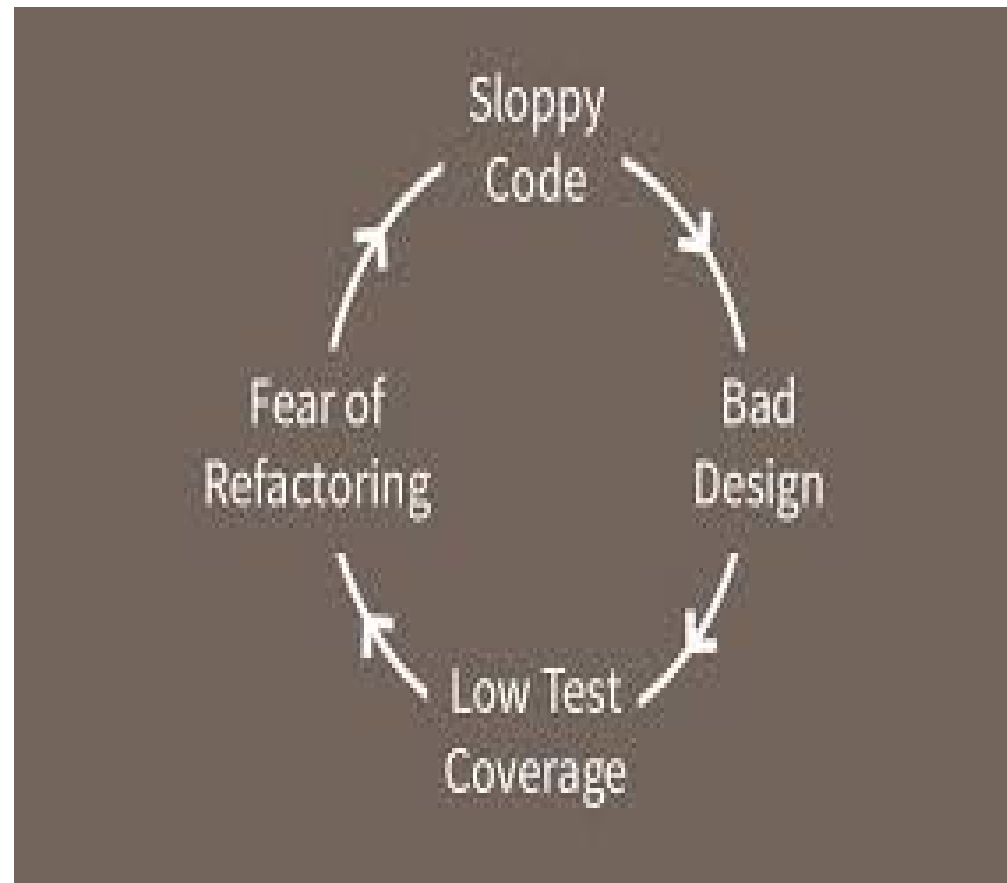 Sloppy
Code
Bad
Design
Low Test
Coverage
Fear of
Refactoring